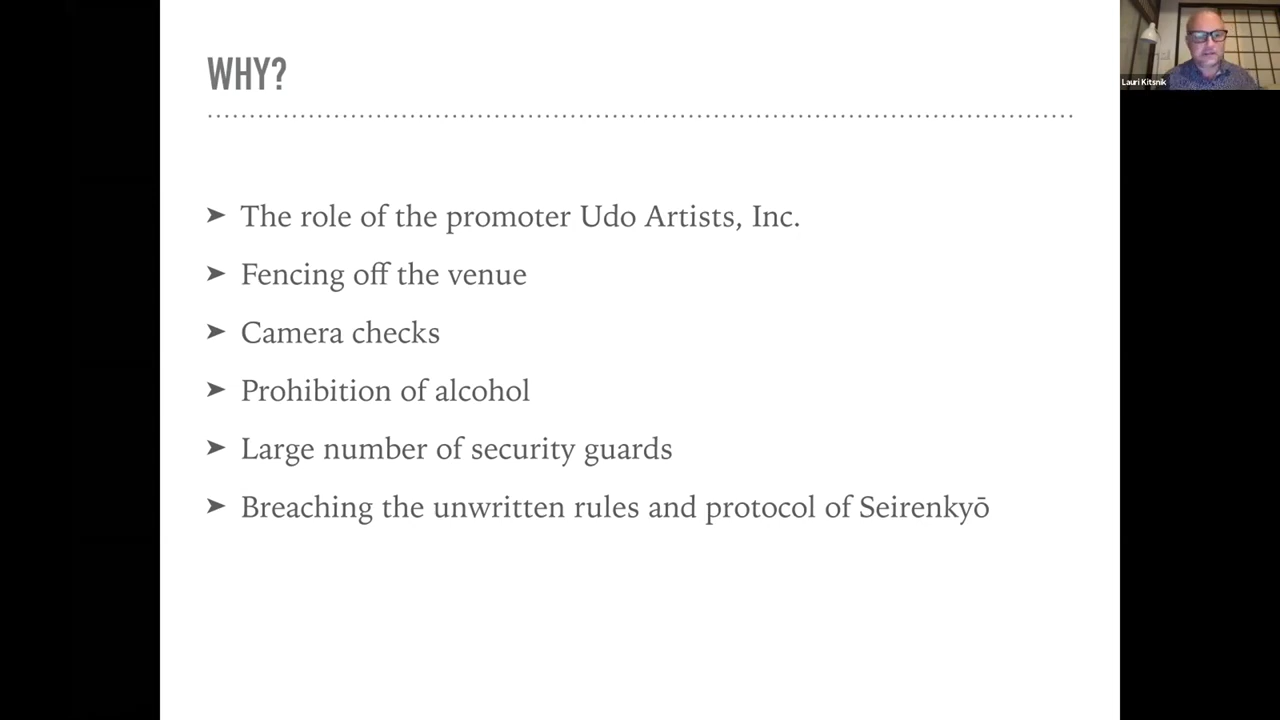 WHY?
Lauri Kitsnik
➤ The role of the promoter Udo Artists, Inc.
➤ Fencing off the venue
➤ Camera checks
➤ Prohibition of alcohol
➤ Large number of security guards
➤ Breaching the unwritten rules and protocol of Seirenkyō